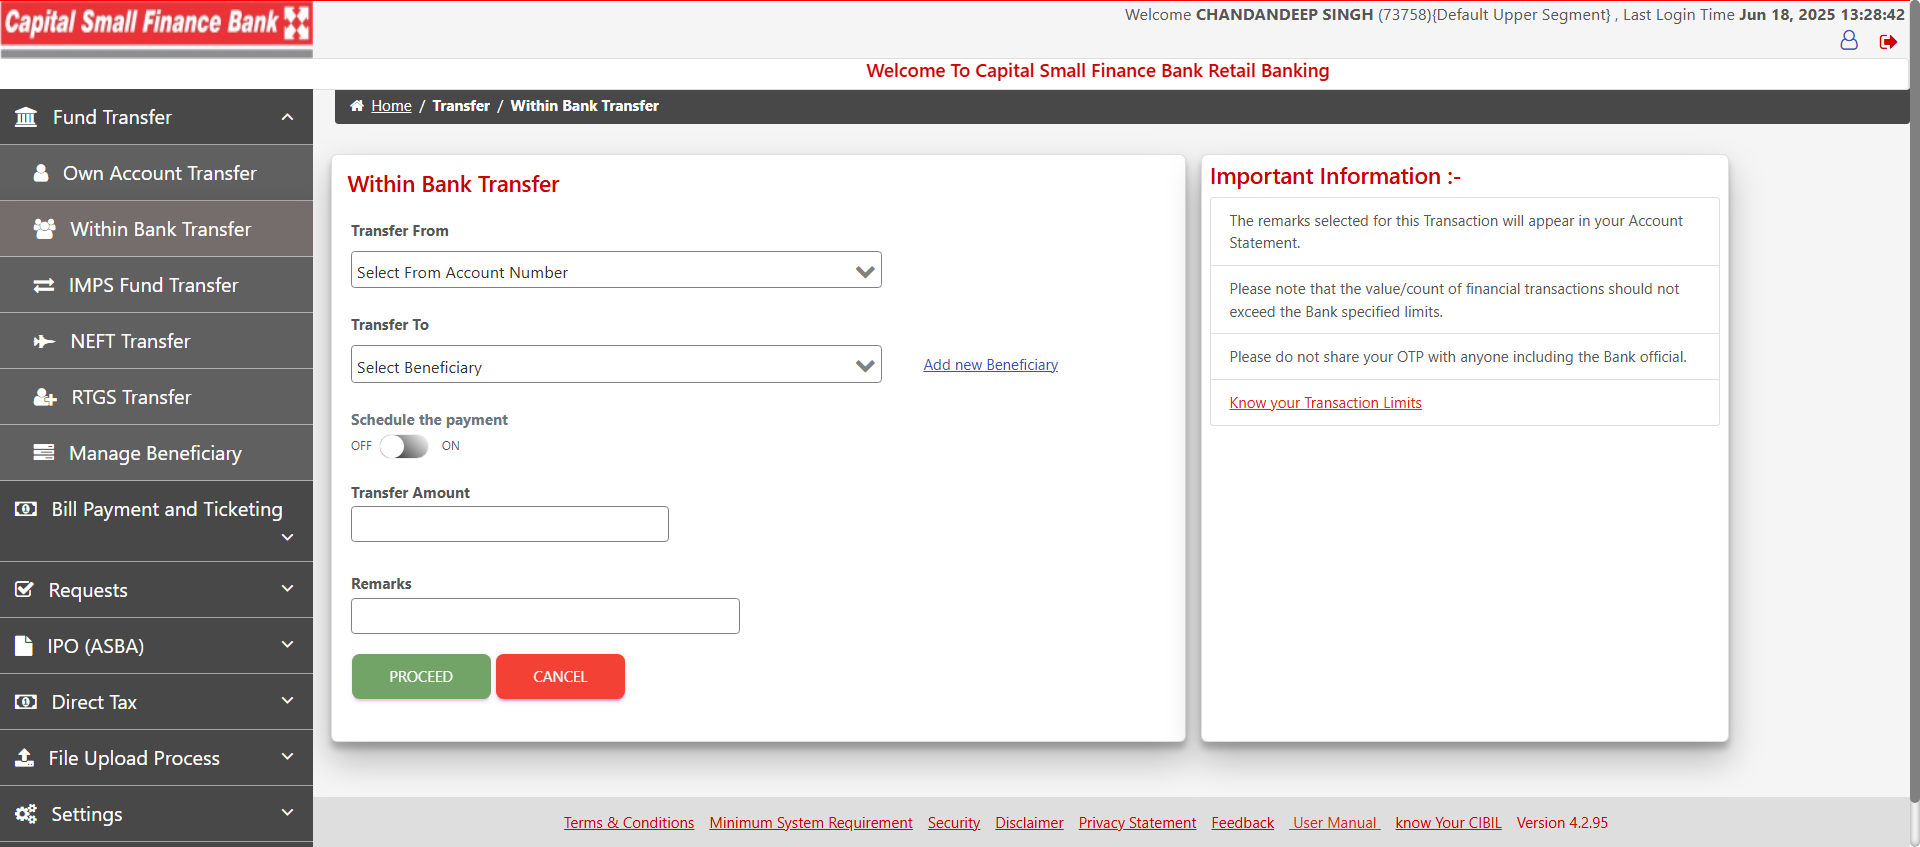 Capital Small Finance Bank
Welcome CHANDANDEEP SINGH (73758){Default Upper Segment} , Last Login Time Jun 18, 2025 13:28:42
Welcome To Capital Small Finance Bank Retail Banking
Fund Transfer
Own Account Transfer
Within Bank Transfer
IMPS Fund Transfer
NEFT Transfer
RTGS Transfer
Manage Beneficiary
Bill Payment and Ticketing
Requests
IPO (ASBA)
Direct Tax
File Upload Process
Settings
Home / Transfer / Within Bank Transfer
Within Bank Transfer
Transfer From
Select From Account Number
Transfer To
Select Beneficiary
Add new Beneficiary
Schedule the payment
OFF ON
Transfer Amount
Remarks
PROCEED CANCEL
Important Information :-
The remarks selected for this Transaction will appear in your Account
Statement.
Please note that the value/count of financial transactions should not
exceed the Bank specified limits.
Please do not share your OTP with anyone including the Bank official.
Know your Transaction Limits
Terms & Conditions Minimum System Requirement Security Disclaimer Privacy Statement Feedback User Manual know Your CIBIL Version 4.2.95